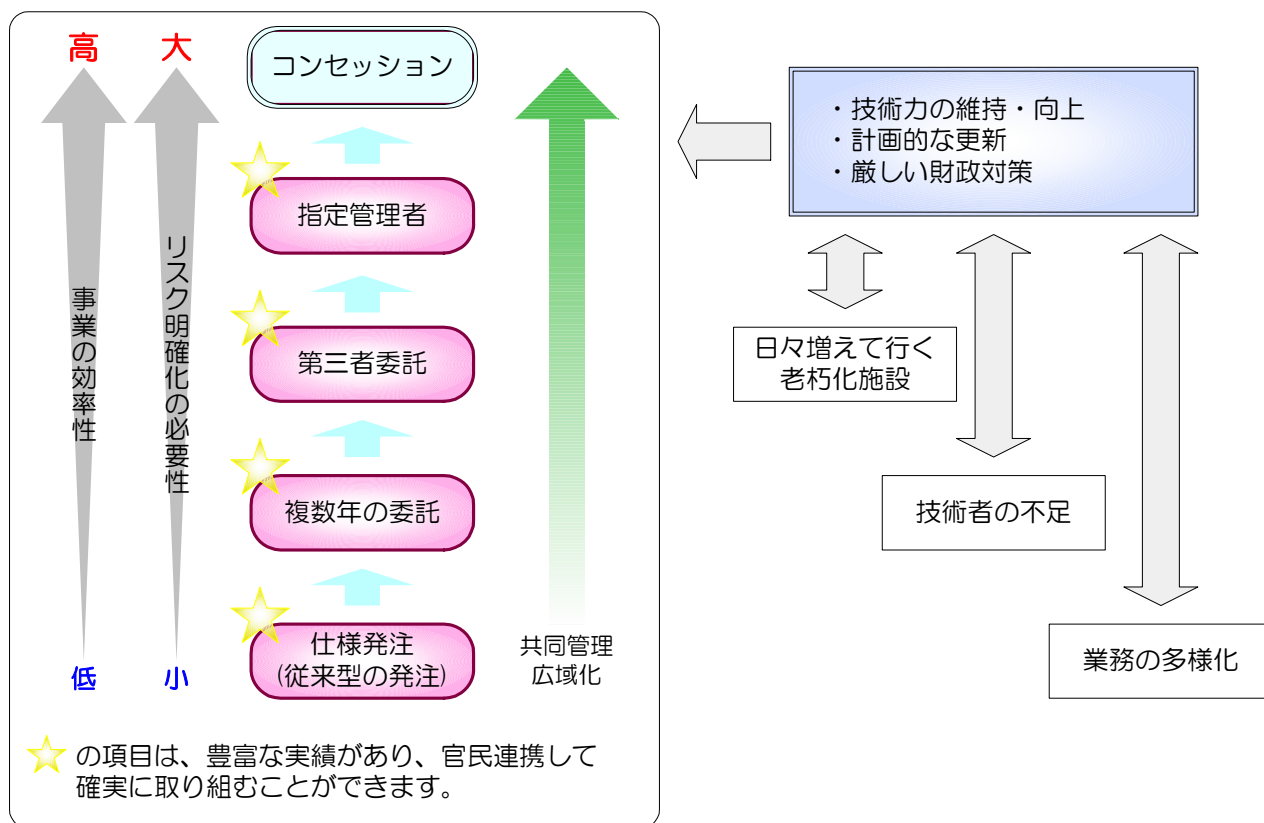 高
大
コンセッション
指定管理者
第三者委託
複数年の委託
仕様発注
(従来型の発注)
事業の効率性
リスク明確化の必要性
低
小
共同管理
広域化
の項目は、豊富な実績があり、官民連携して
確実に取り組むことができます。
・技術力の維持・向上
・計画的な更新
・厳しい財政対策
日々増えて行く
老朽化施設
技術者の不足
業務の多様化